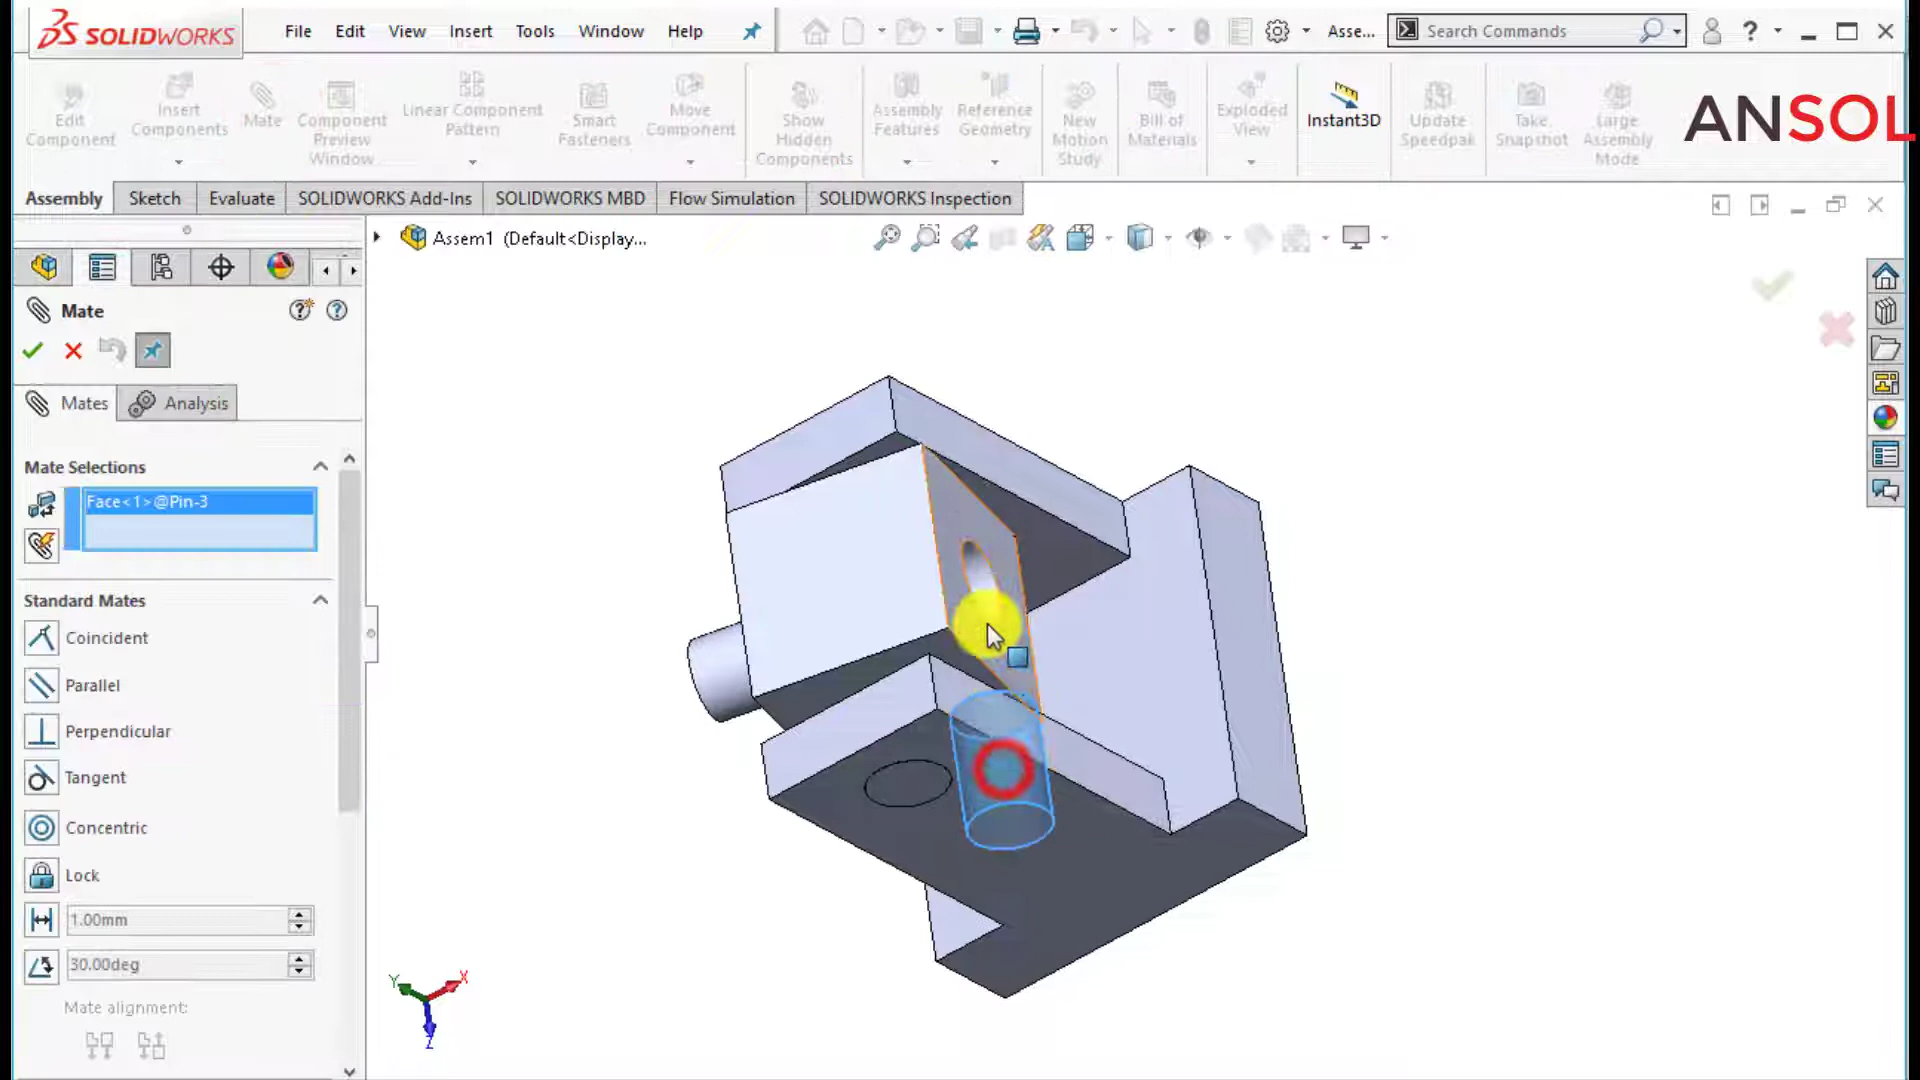 SOLIDWORKS
File Edit View Insert Tools Window Help
Asse...
Search Commands
Edit Component
Insert Components
Mate
Component Preview Window
Linear Component Pattern
Smart Fasteners
Move Component
Show Hidden Components
Assembly Features
Reference Geometry
New Motion Study
Bill of Materials
Exploded View
Instant3D
Update Speedpak
Take Snapshot
Large Assembly Mode
ANSOL
Assembly Sketch Evaluate SOLIDWORKS Add-Ins SOLIDWORKS MBD Flow Simulation SOLIDWORKS Inspection
Assem1 (Default<Display...
Mate
Mates Analysis
Mate Selections
Face<1>@Pin-3
Standard Mates
Coincident
Parallel
Perpendicular
Tangent
Concentric
Lock
1.00mm
30.00deg
Mate alignment:
Y X
Z